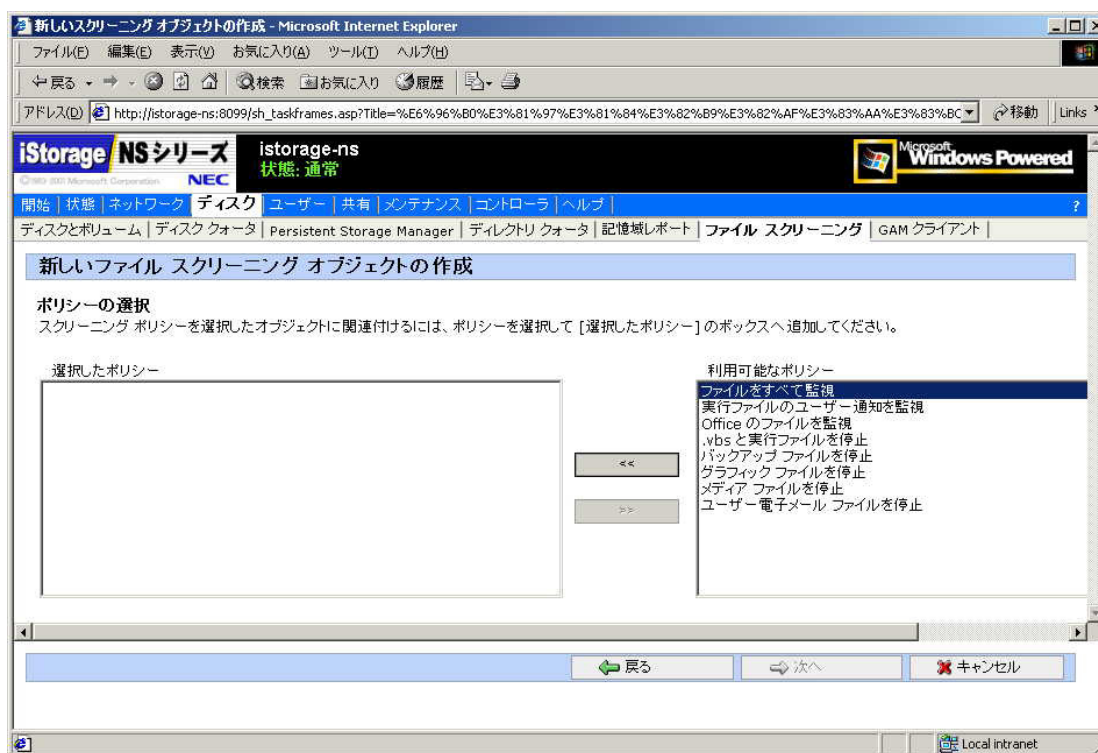 新しいスクリーニング オブジェクトの作成 - Microsoft Internet Explorer
ファイル(F) 編集(E) 表示(V) お気に入り(A) ツール(T) ヘルプ(H)
戻る 検索 お気に入り 履歴
アドレス(D) http://istorage-ns:8099/sh_taskframes.asp?Title=%E6%96%B0%E3%81%97%E3%81%84%E3%82%B9%E3%82%AF%E3%83%AA%E3%83%BC 移動 Links
iStorage NSシリーズ
NEC
istorage-ns
状態: 通常
Microsoft
Windows Powered
開始 | 状態 | ネットワーク | ディスク | ユーザー | 共有 | メンテナンス | コントローラ | ヘルプ | ?
ディスクとボリューム | ディスク クォータ | Persistent Storage Manager | ディレクトリ クォータ | 記憶域レポート | ファイル スクリーニング | GAM クライアント |
新しいファイル スクリーニング オブジェクトの作成
ポリシーの選択
スクリーニング ポリシーを選択したオブジェクトに関連付けるには、ポリシーを選択して [選択したポリシー] のボックスへ追加してください。
選択したポリシー
<<
>>
利用可能なポリシー
ファイルをすべて監視
実行ファイルのユーザー通知を監視
Office のファイルを監視
.vbs と実行ファイルを停止
バックアップ ファイルを停止
グラフィック ファイルを停止
メディア ファイルを停止
ユーザー電子メール ファイルを停止
戻る 次へ キャンセル
Local intranet